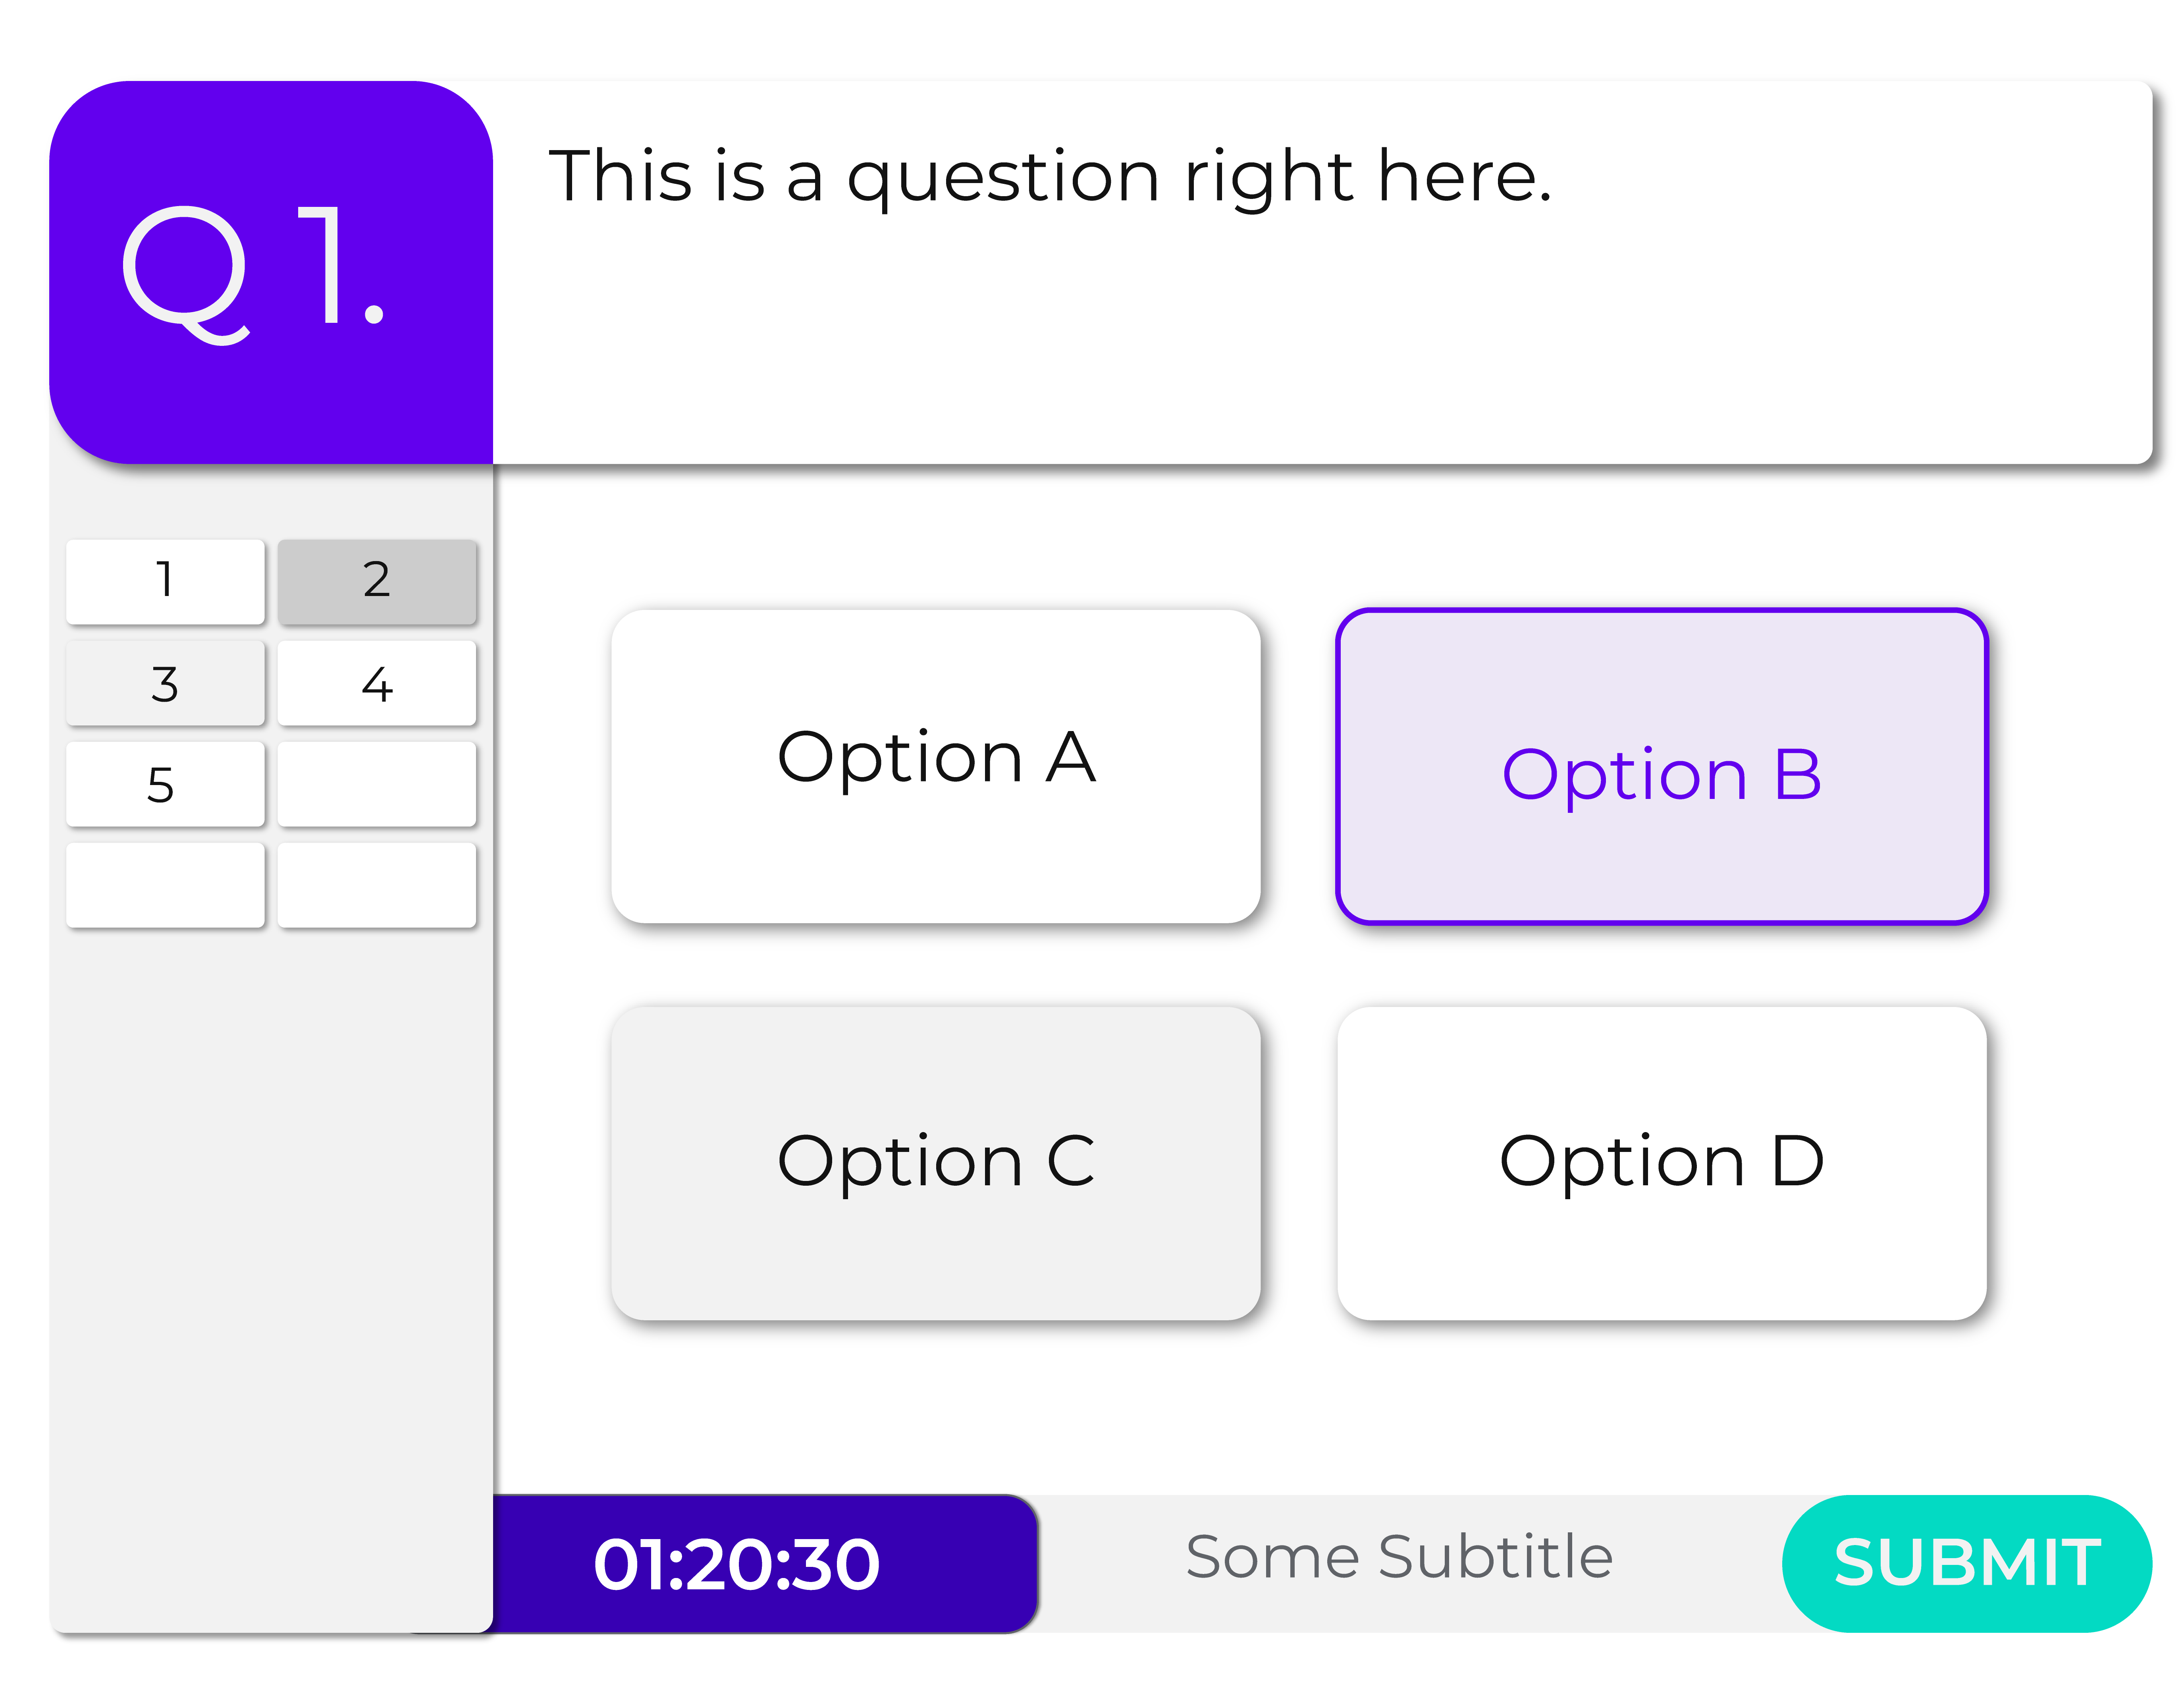 Q 1.
This is a question right here.
1
2
3
4
5
Option A
Option B
Option C
Option D
01:20:30
Some Subtitle
SUBMIT